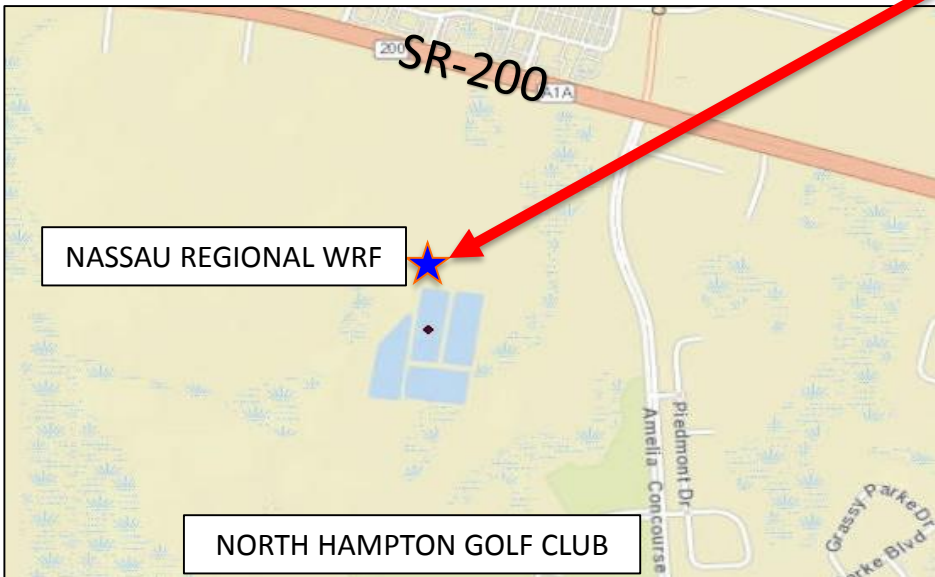 200
SR-200
A1A
NASSAU REGIONAL WRF
Amelia Concourse
Piedmont Dr
Grassy Parke Dr
rke Blvd
NORTH HAMPTON GOLF CLUB